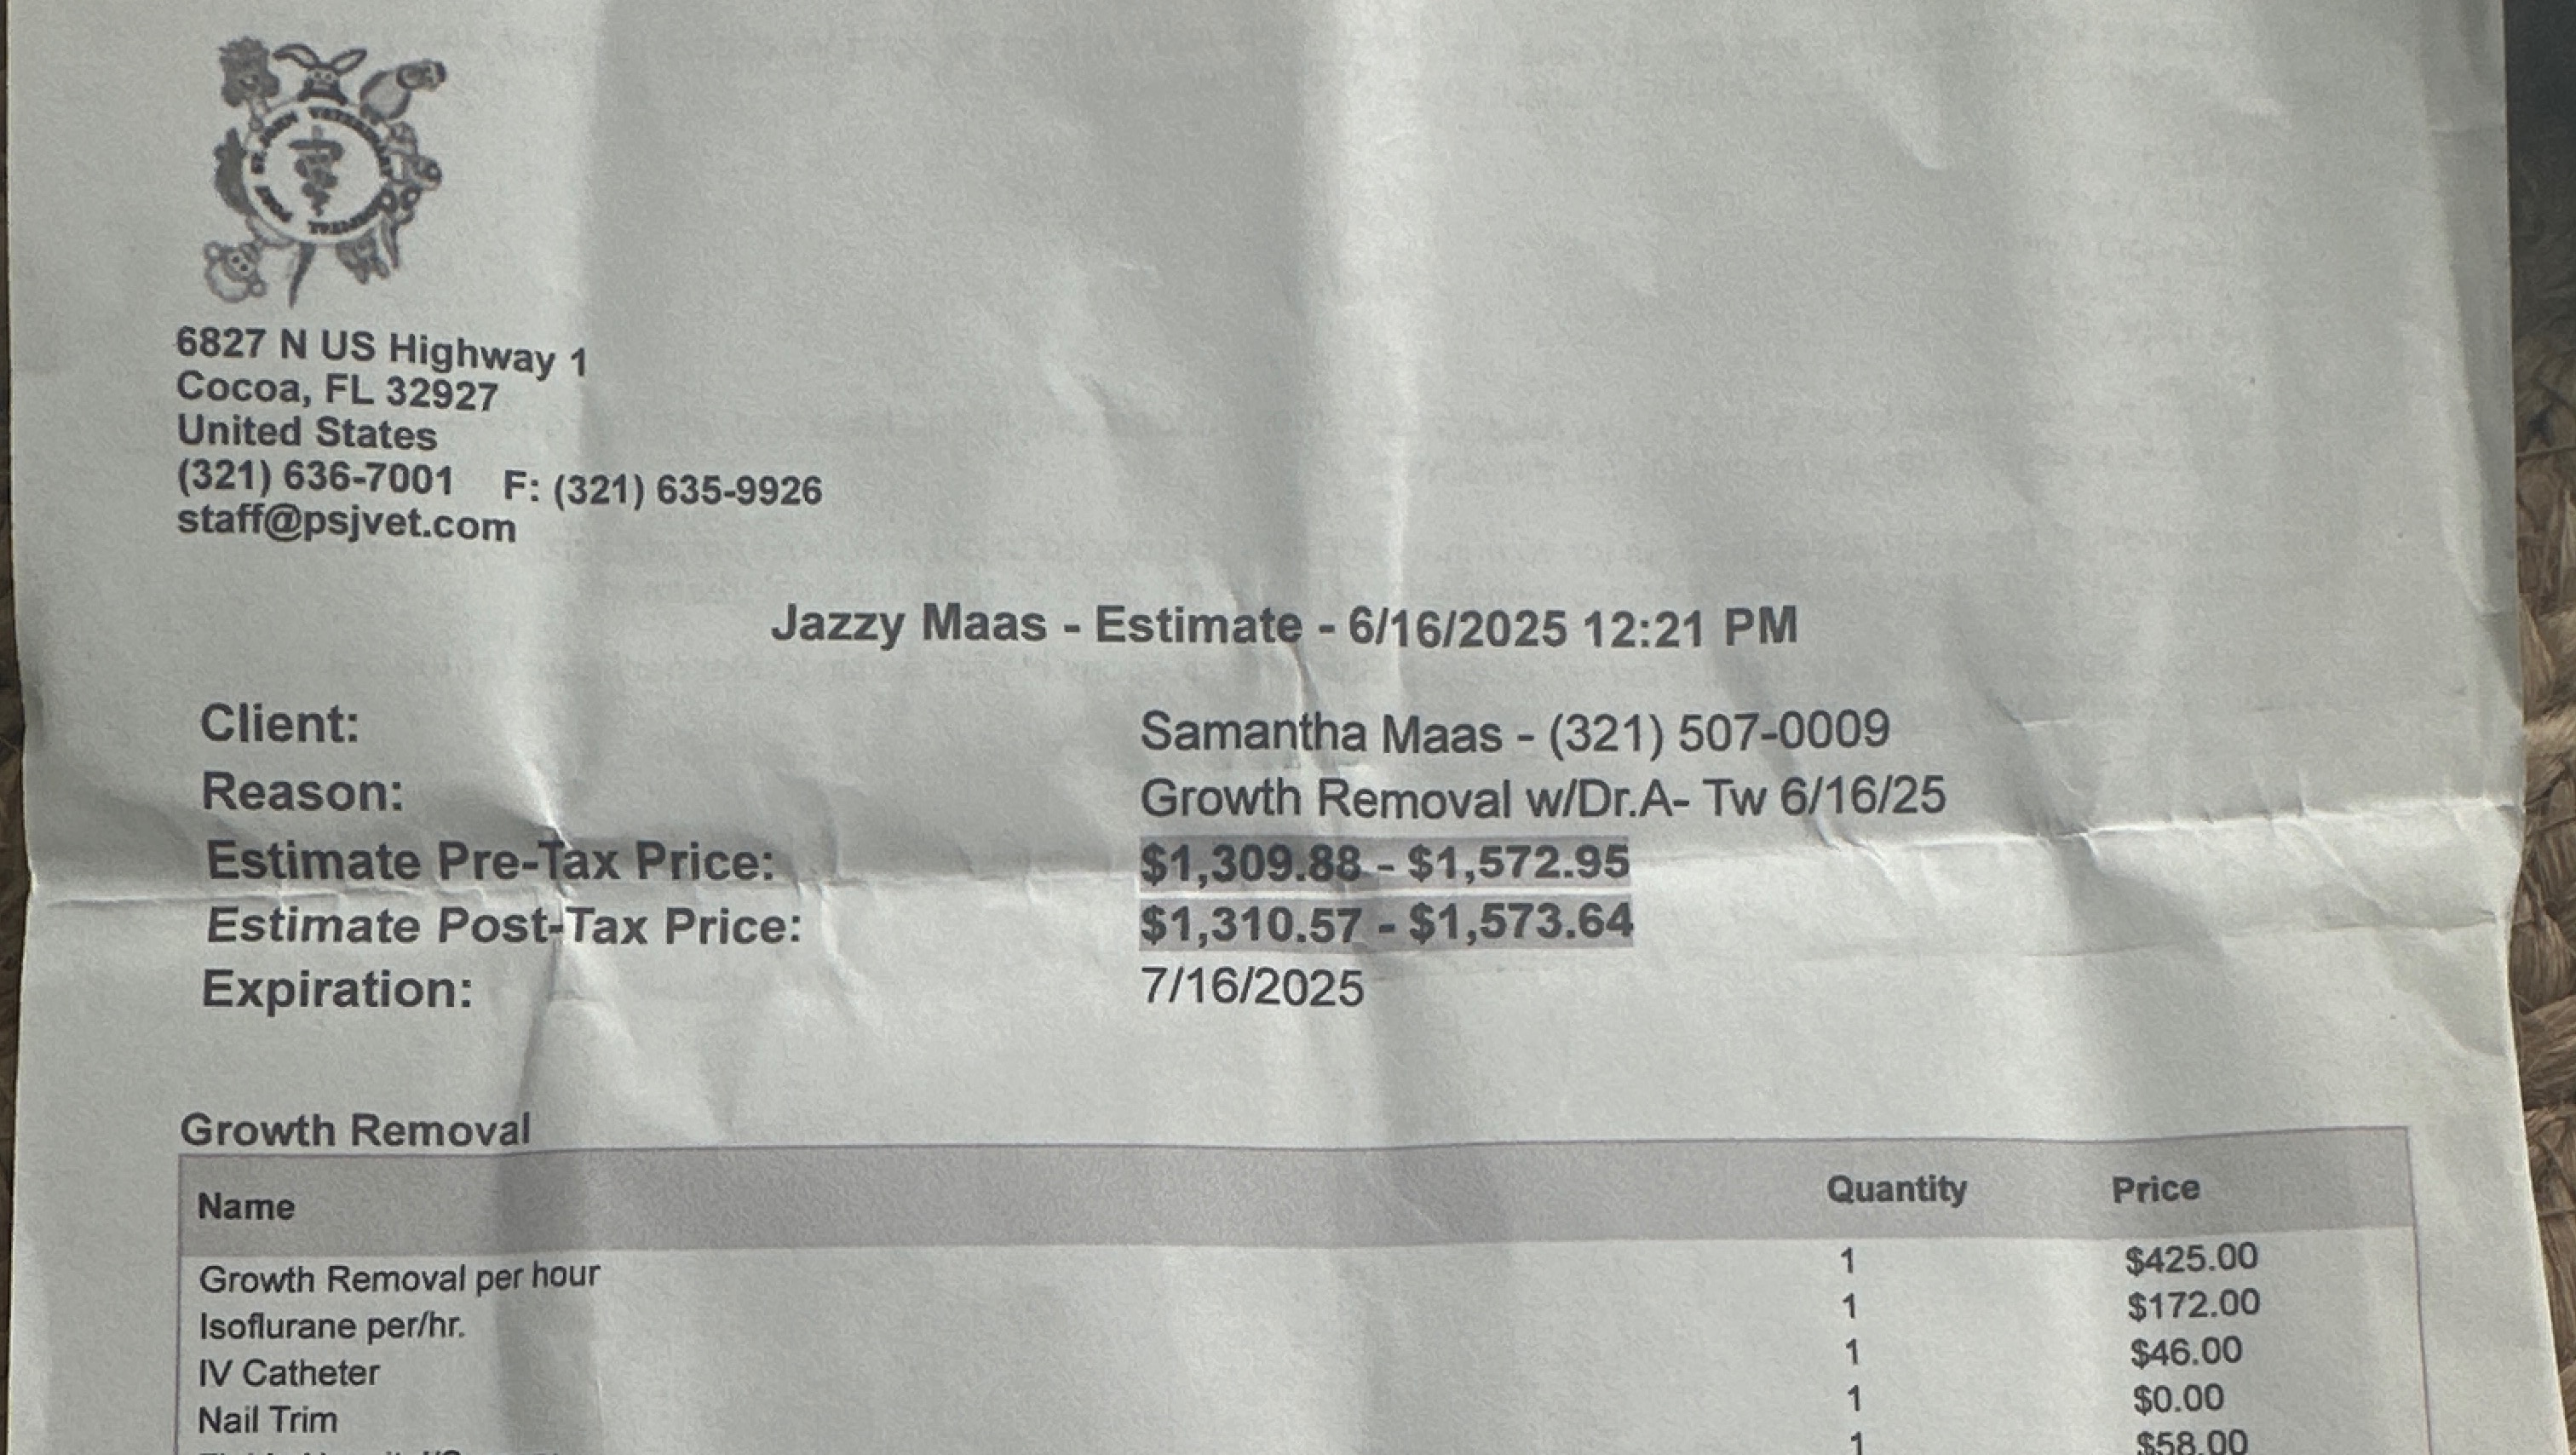 PORT ST. JOHN VETERINARY HOSPITAL
6827 N US Highway 1
Cocoa, FL 32927
United States
(321) 636-7001 F: (321) 635-9926
staff@psjvet.com
Jazzy Maas - Estimate - 6/16/2025 12:21 PM
Client: Samantha Maas - (321) 507-0009
Reason: Growth Removal w/Dr.A- Tw 6/16/25
Estimate Pre-Tax Price: $1,309.88 - $1,572.95
Estimate Post-Tax Price: $1,310.57 - $1,573.64
Expiration: 7/16/2025
Growth Removal
Name Quantity Price
Growth Removal per hour 1 $425.00
Isoflurane per/hr. 1 $172.00
IV Catheter 1 $46.00
Nail Trim 1 $0.00
1 $58.00